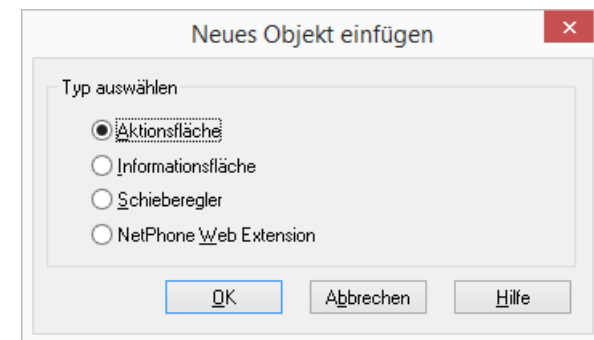 Neues Objekt einfügen
Typ auswählen
Aktionsfläche
Informationsfläche
Schieberegler
NetPhone Web Extension
OK Abbrechen Hilfe